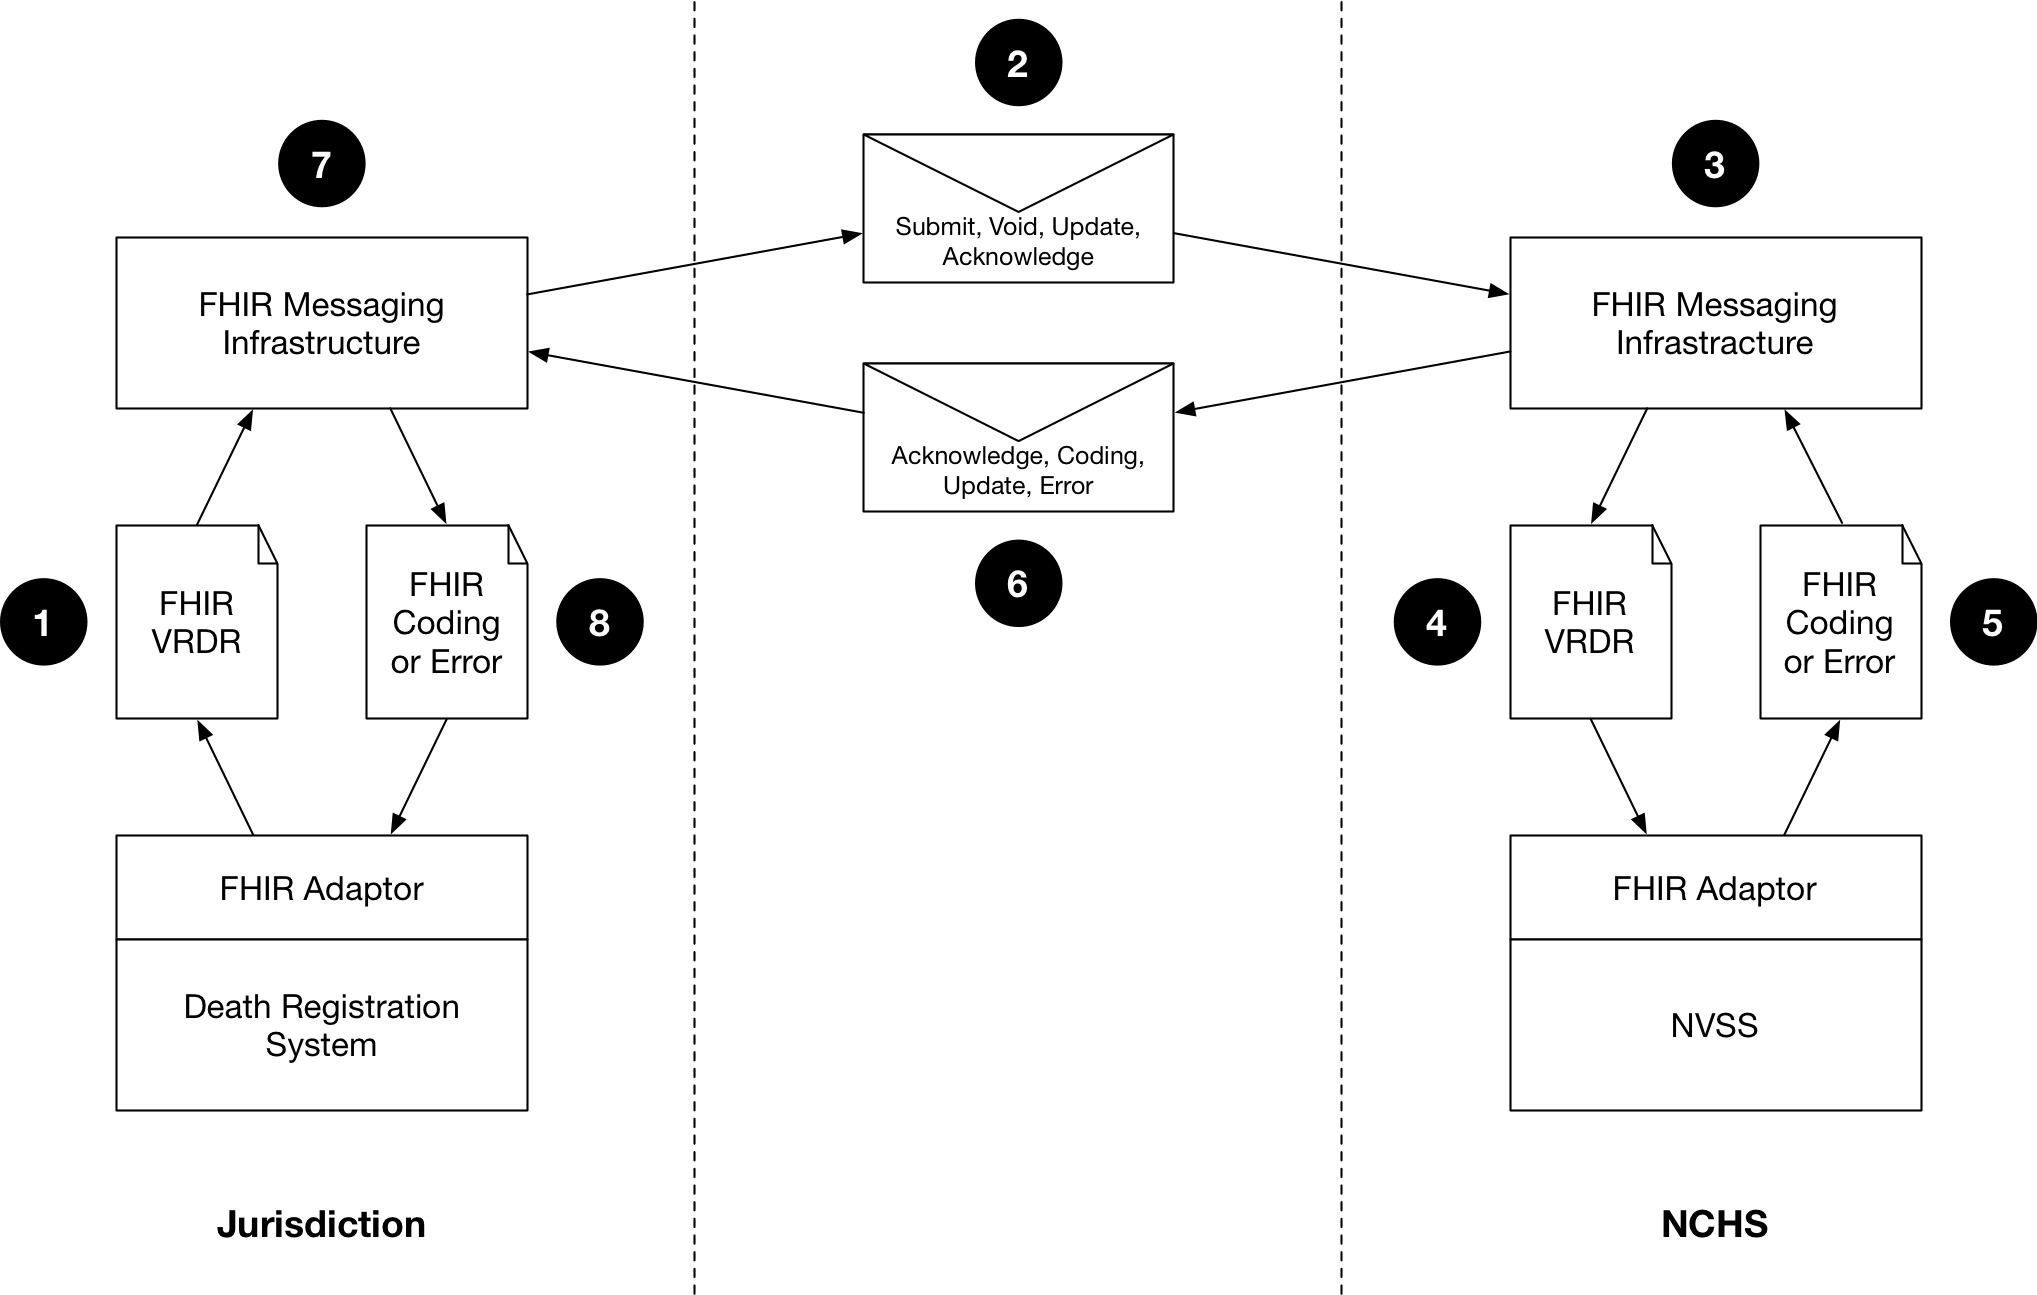 2
7
3
Submit, Void, Update,
Acknowledge
FHIR Messaging
Infrastructure
FHIR Messaging
Infrastracture
Acknowledge, Coding,
Update, Error
6
1
FHIR
VRDR
FHIR
Coding
or Error
8
4
FHIR
VRDR
FHIR
Coding
or Error
5
FHIR Adaptor
Death Registration
System
FHIR Adaptor
NVSS
Jurisdiction
NCHS